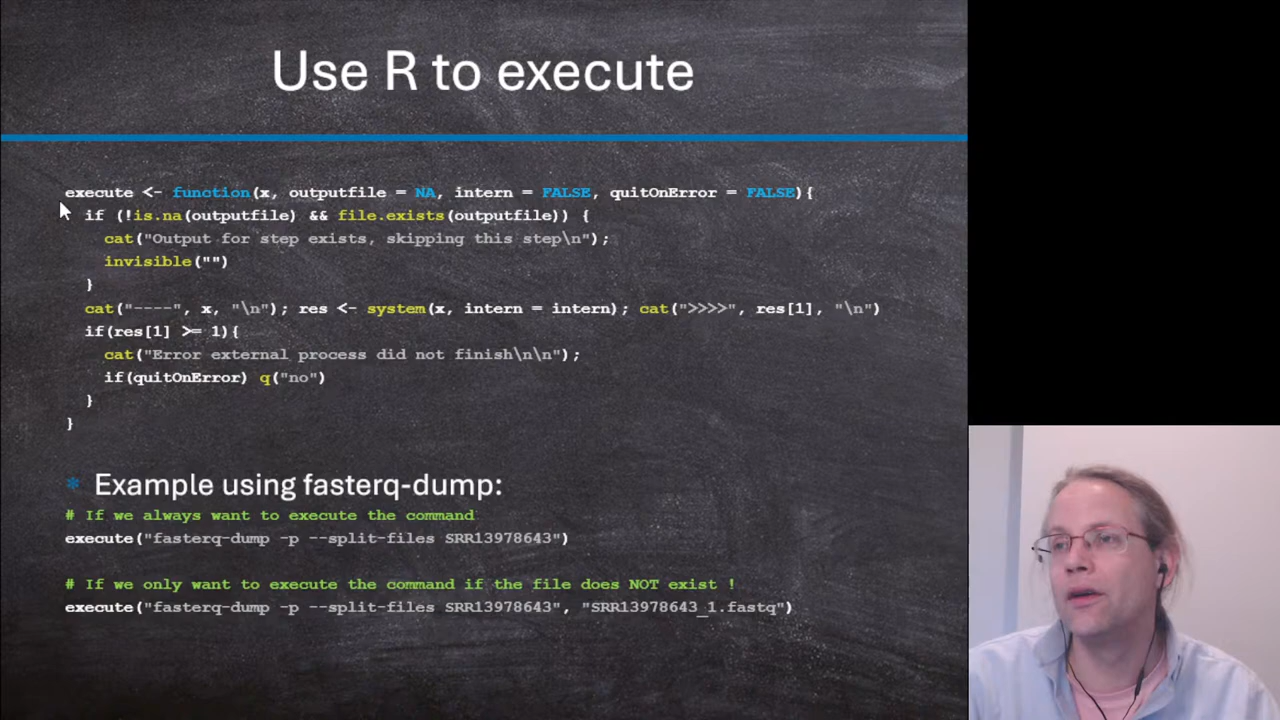 Use R to execute
execute <- function(x, outputfile = NA, intern = FALSE, quitOnError = FALSE){
if (!is.na(outputfile) && file.exists(outputfile)) {
cat("Output for step exists, skipping this step\n");
invisible("")
}
cat("----", x, "\n"); res <- system(x, intern = intern); cat(">>>>", res[1], "\n")
if(res[1] >= 1){
cat("Error external process did not finish\n\n");
if(quitOnError) q("no")
}
}
* Example using fasterq-dump:
# If we always want to execute the command
execute("fasterq-dump -p --split-files SRR13978643")
# If we only want to execute the command if the file does NOT exist !
execute("fasterq-dump -p --split-files SRR13978643", "SRR13978643_1.fastq")